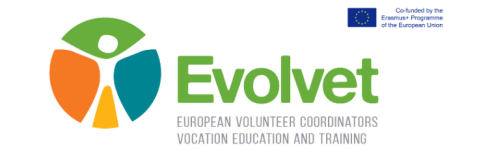 Co-funded by the
Erasmus+ Programme
of the European Union
Evolvet
EUROPEAN VOLUNTEER COORDINATORS
VOCATION EDUCATION AND TRAINING